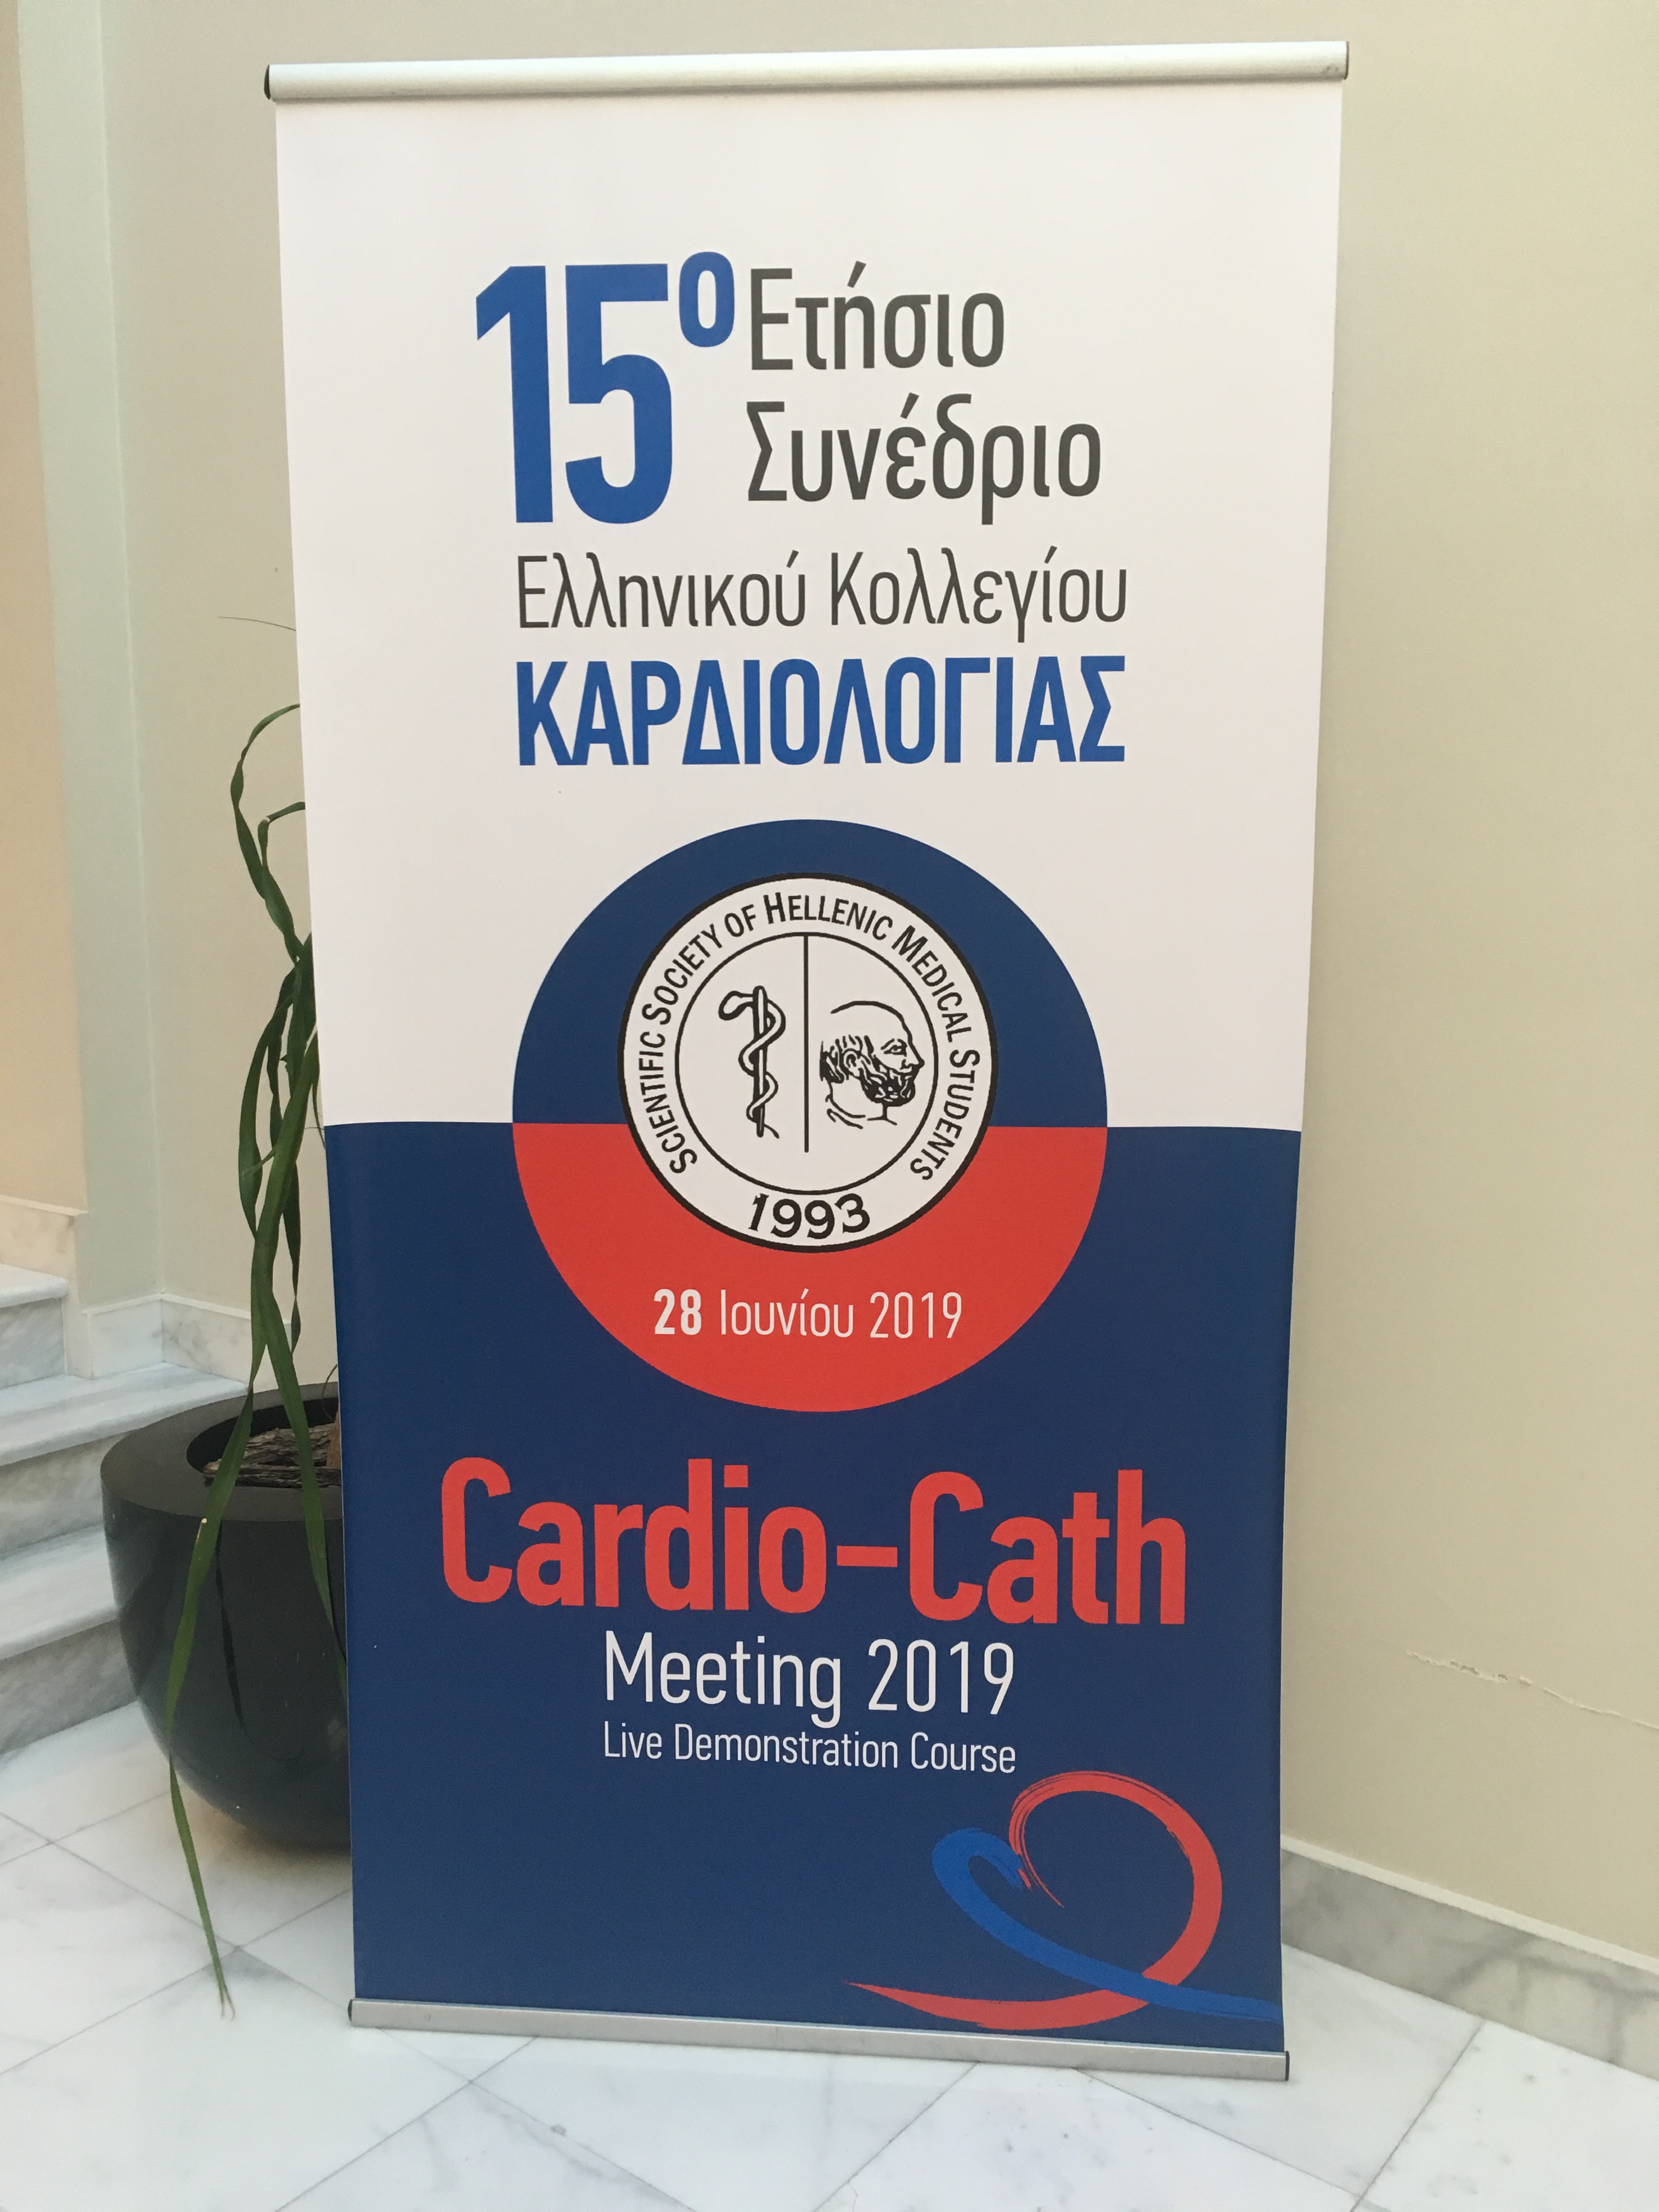 15ο Ετήσιο
Συνέδριο
Ελληνικού Κολλεγίου
ΚΑΡΔΙΟΛΟΓΙΑΣ
SCIENTIFIC SOCIETY OF HELLENIC MEDICAL STUDENTS
1993
28 Ιουνίου 2019
Cardio-Cath
Meeting 2019
Live Demonstration Course